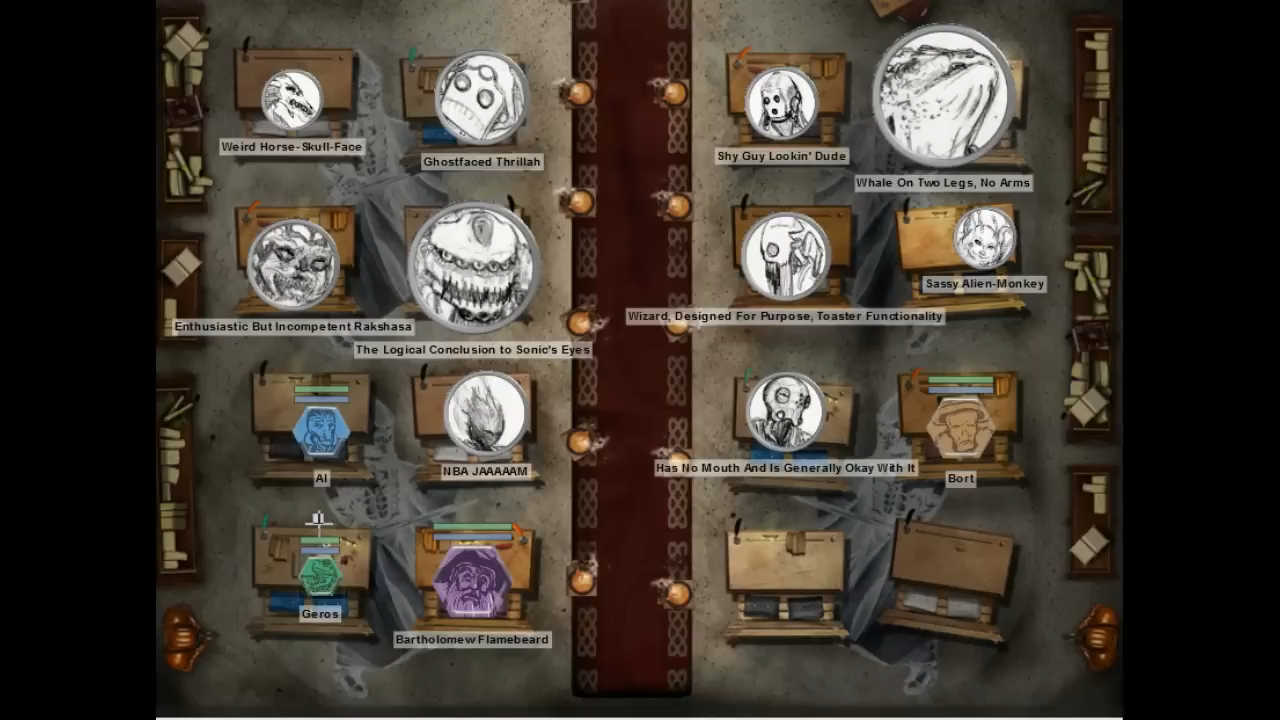 Weird Horse-Skull-Face
Ghostfaced Thrillah
Shy Guy Lookin' Dude
Whale On Two Legs, No Arms
Enthusiastic But Incompetent Rakshasa
The Logical Conclusion to Sonic's Eyes
Wizard, Designed For Purpose, Toaster Functionality
Sassy Alien-Monkey
Al
NBA JAAAAAM
Has No Mouth And Is Generally Okay With It
Bort
Geros
Bartholomew Flamebeard